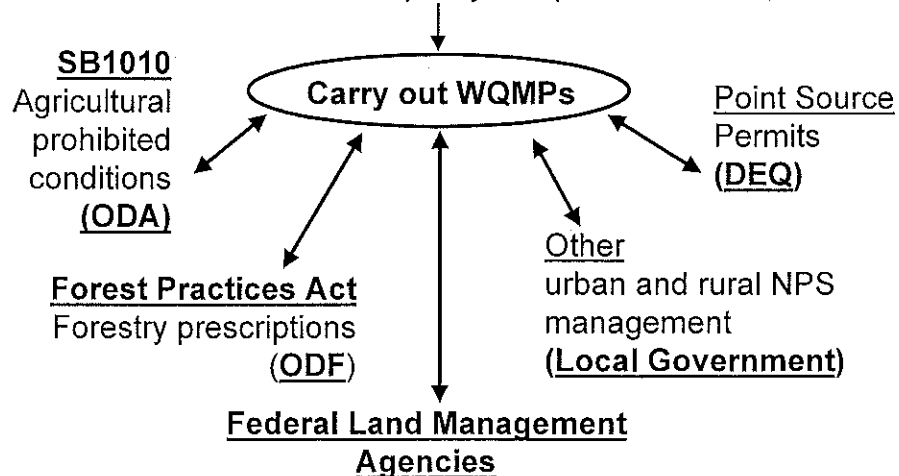 SB1010
Agricultural
prohibited
conditions
(ODA)
Carry out WQMPs
Point Source
Permits
(DEQ)
Forest Practices Act
Forestry prescriptions
(ODF)
Other
urban and rural NPS
management
(Local Government)
Federal Land Management
Agencies